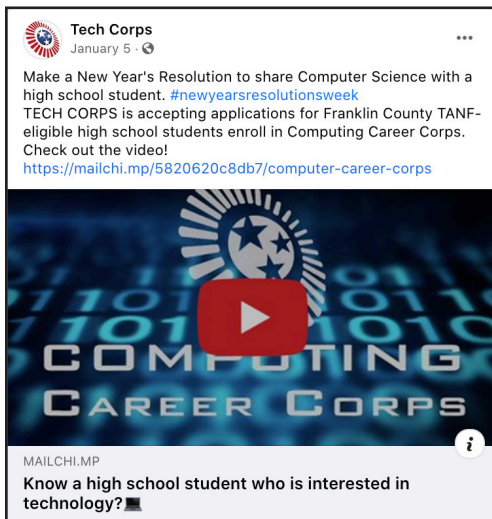 Tech Corps
January 5 ·
Make a New Year's Resolution to share Computer Science with a
high school student. #newyearsresolutionsweek
TECH CORPS is accepting applications for Franklin County TANF-
eligible high school students enroll in Computing Career Corps.
Check out the video!
https://mailchi.mp/5820620c8db7/computer-career-corps
COMPUTING
CAREER CORPS
i
MAILCHI.MP
Know a high school student who is interested in
technology?💻